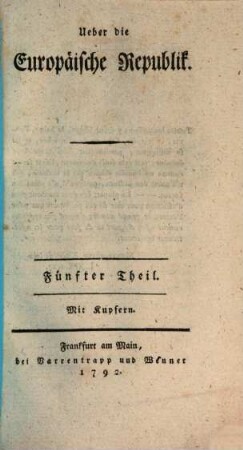 Ueber die
Europäische Republik.
Fünfter Theil.
Mit Kupfern.
Frankfurt am Main,
bei Varrentrapp und Wenner
1792.